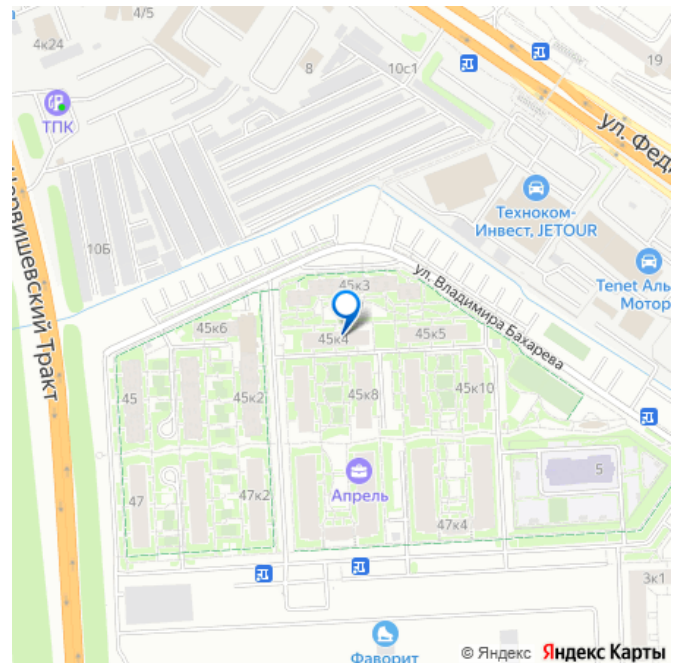 4/5
4к24
8
10с1
19
ТПК
ул. Фед
Техноком-
Инвест, JETOUR
10Б
Tenet Аль
Мотор
Червишевский Тракт
45к3
ул. Владимира Бахарева
45к6
45к4
45к5
45
45к2
45к8
45к10
Апрель
5
47
47к2
47к4
3к1
Фаворит
© Яндекс Яндекс Карты